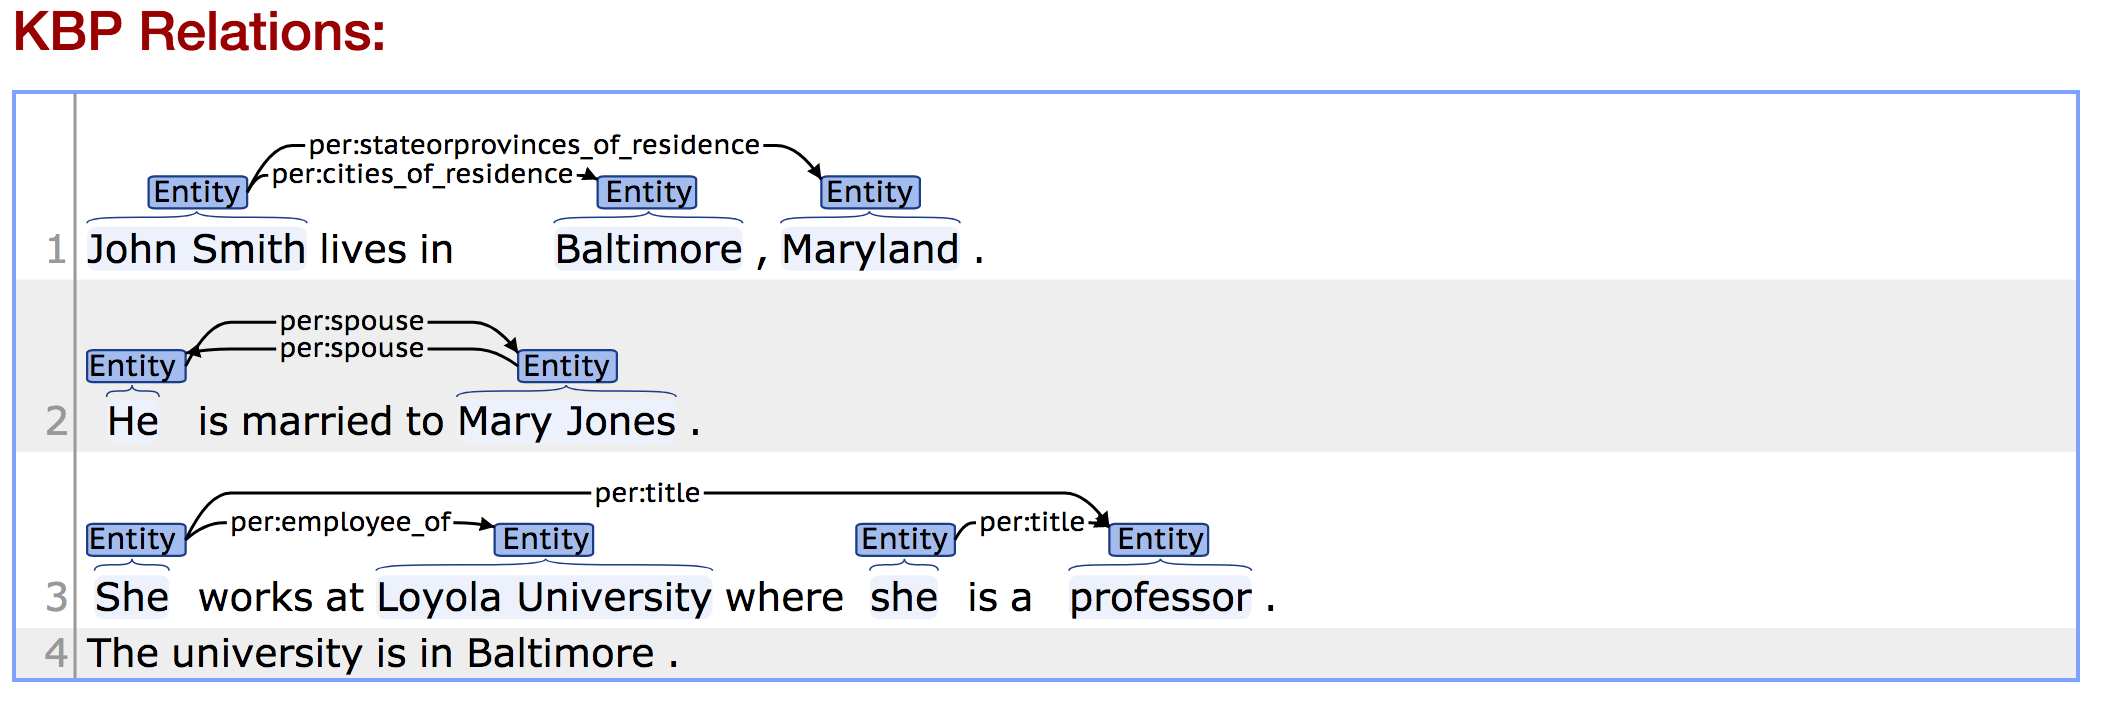 KBP Relations:
per:stateorprovinces_of_residence
per:cities_of_residence
Entity Entity Entity
1 John Smith lives in Baltimore , Maryland .
per:spouse
per:spouse
Entity Entity
2 He is married to Mary Jones .
per:title
per:employee_of per:title
Entity Entity Entity Entity
3 She works at Loyola University where she is a professor .
4 The university is in Baltimore .